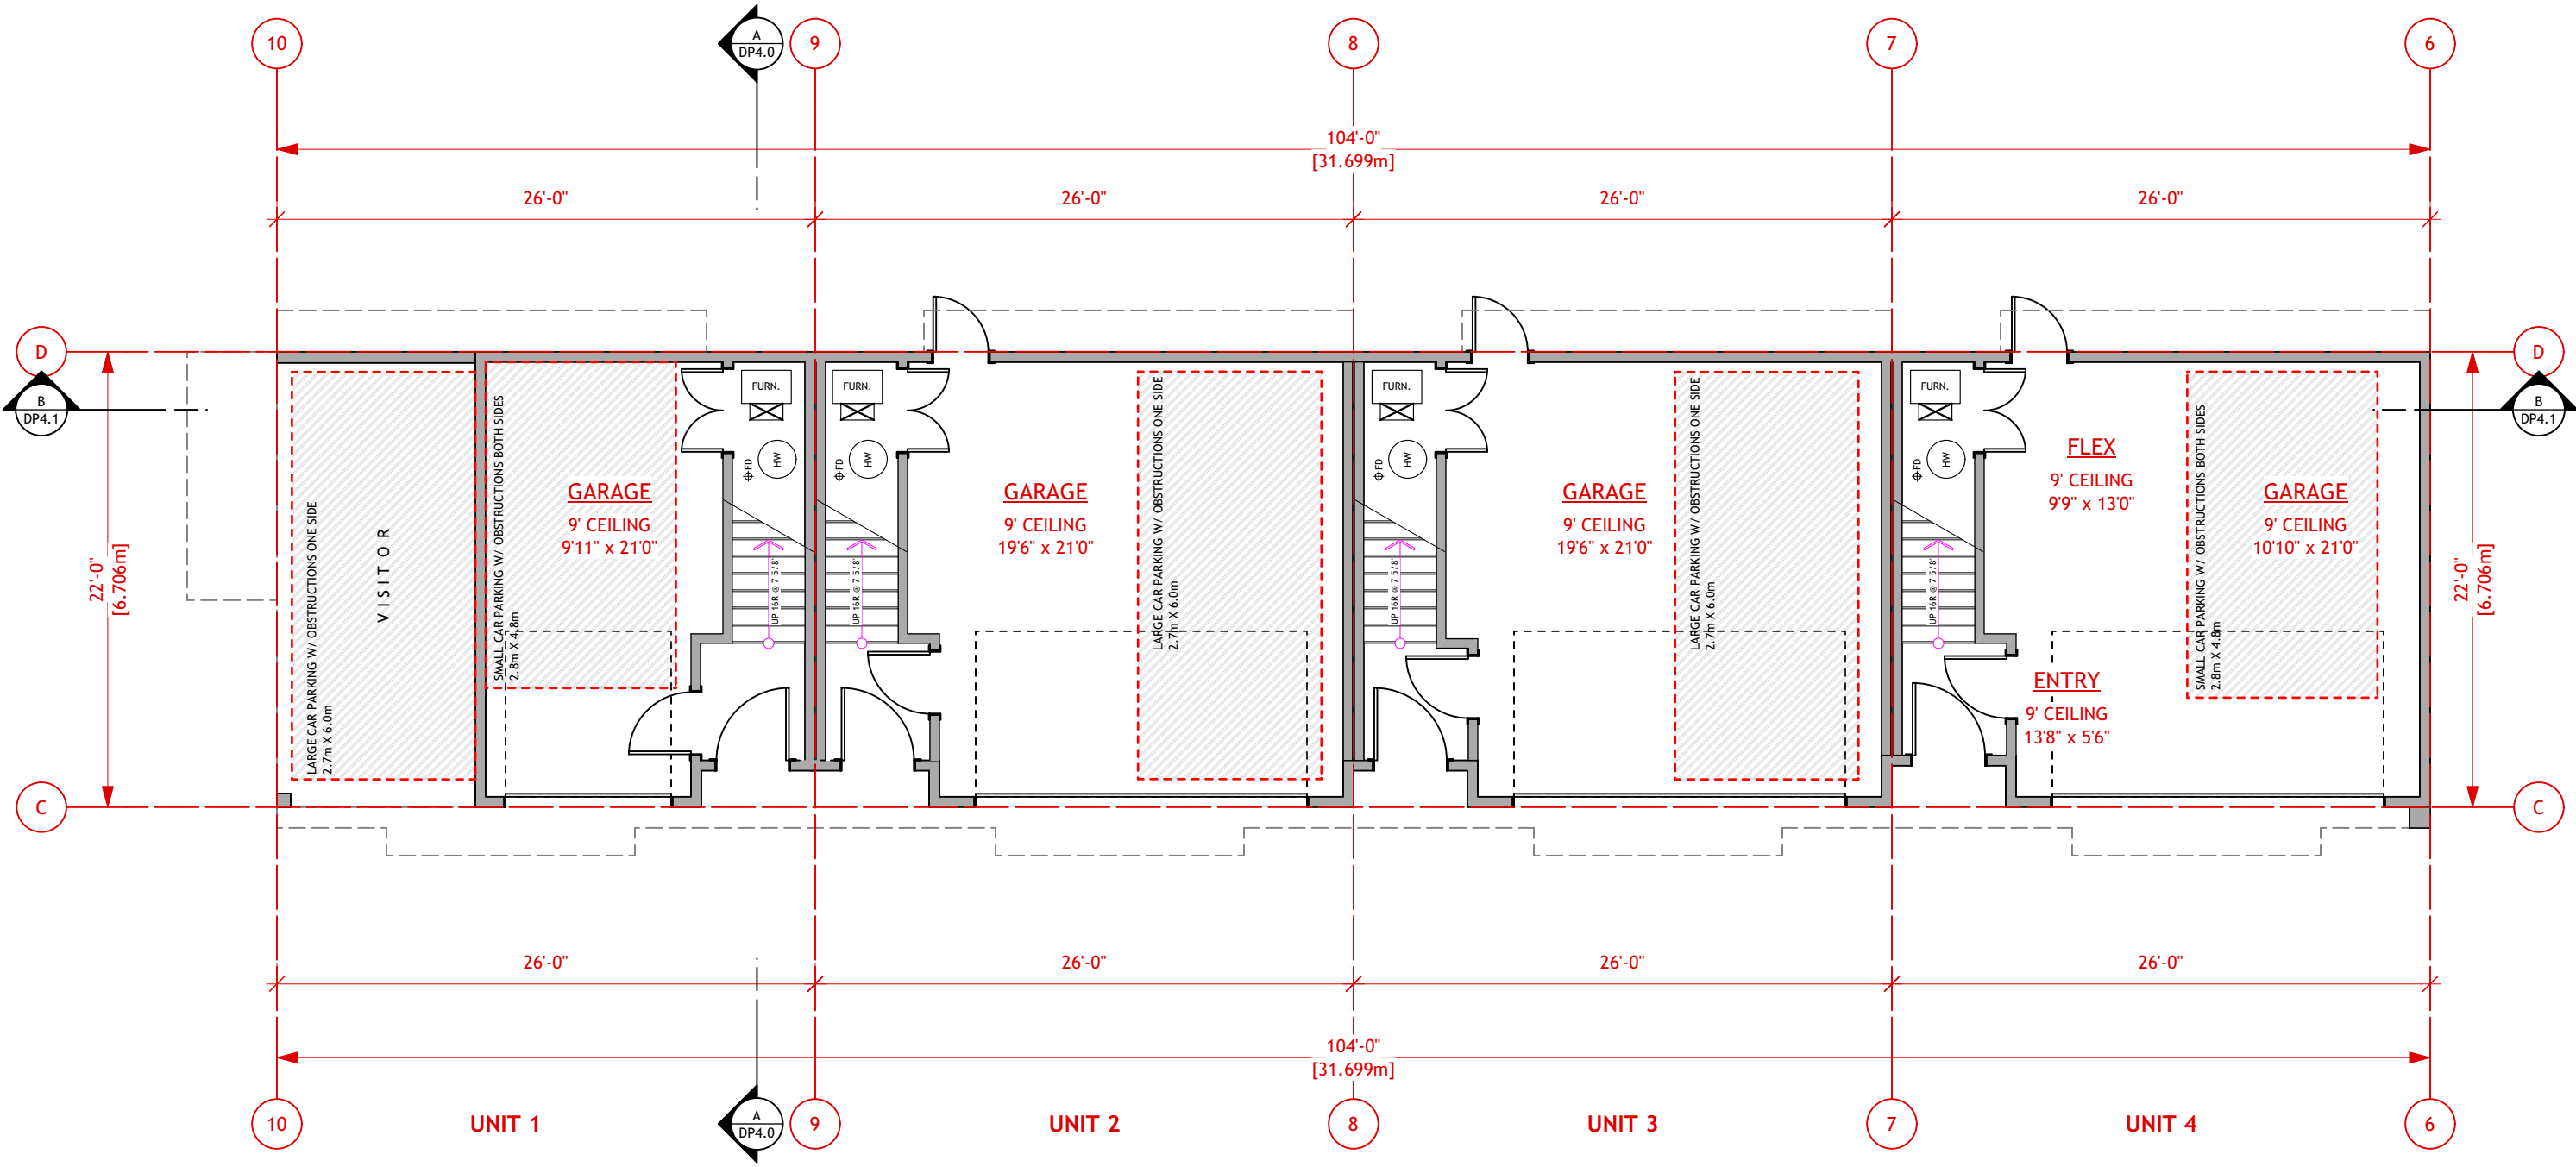 10
A
DP4.0
9
8
7
6
104'-0"
[31.699m]
26'-0"
26'-0"
26'-0"
26'-0"
D
D
B
DP4.1
B
DP4.1
22'-0"
[6.706m]
22'-0"
[6.706m]
LARGE CAR PARKING W/ OBSTRUCTIONS ONE SIDE
2.7m X 6.0m
VISITOR
SMALL CAR PARKING W/ OBSTRUCTIONS BOTH SIDES
2.8m X 4.8m
GARAGE
9' CEILING
9'11" x 21'0"
FURN.
HW
FD
UP 16R @ 7 5/8"
FURN.
HW
FD
UP 16R @ 7 5/8"
GARAGE
9' CEILING
19'6" x 21'0"
LARGE CAR PARKING W/ OBSTRUCTIONS ONE SIDE
2.7m X 6.0m
FURN.
HW
FD
UP 16R @ 7 5/8"
GARAGE
9' CEILING
19'6" x 21'0"
LARGE CAR PARKING W/ OBSTRUCTIONS ONE SIDE
2.7m X 6.0m
FURN.
HW
FD
UP 16R @ 7 5/8"
FLEX
9' CEILING
9'9" x 13'0"
ENTRY
9' CEILING
13'8" x 5'6"
SMALL CAR PARKING W/ OBSTRUCTIONS BOTH SIDES
2.8m X 4.8m
GARAGE
9' CEILING
10'10" x 21'0"
C
C
26'-0"
26'-0"
26'-0"
26'-0"
104'-0"
[31.699m]
10
UNIT 1
A
DP4.0
9
UNIT 2
8
UNIT 3
7
UNIT 4
6